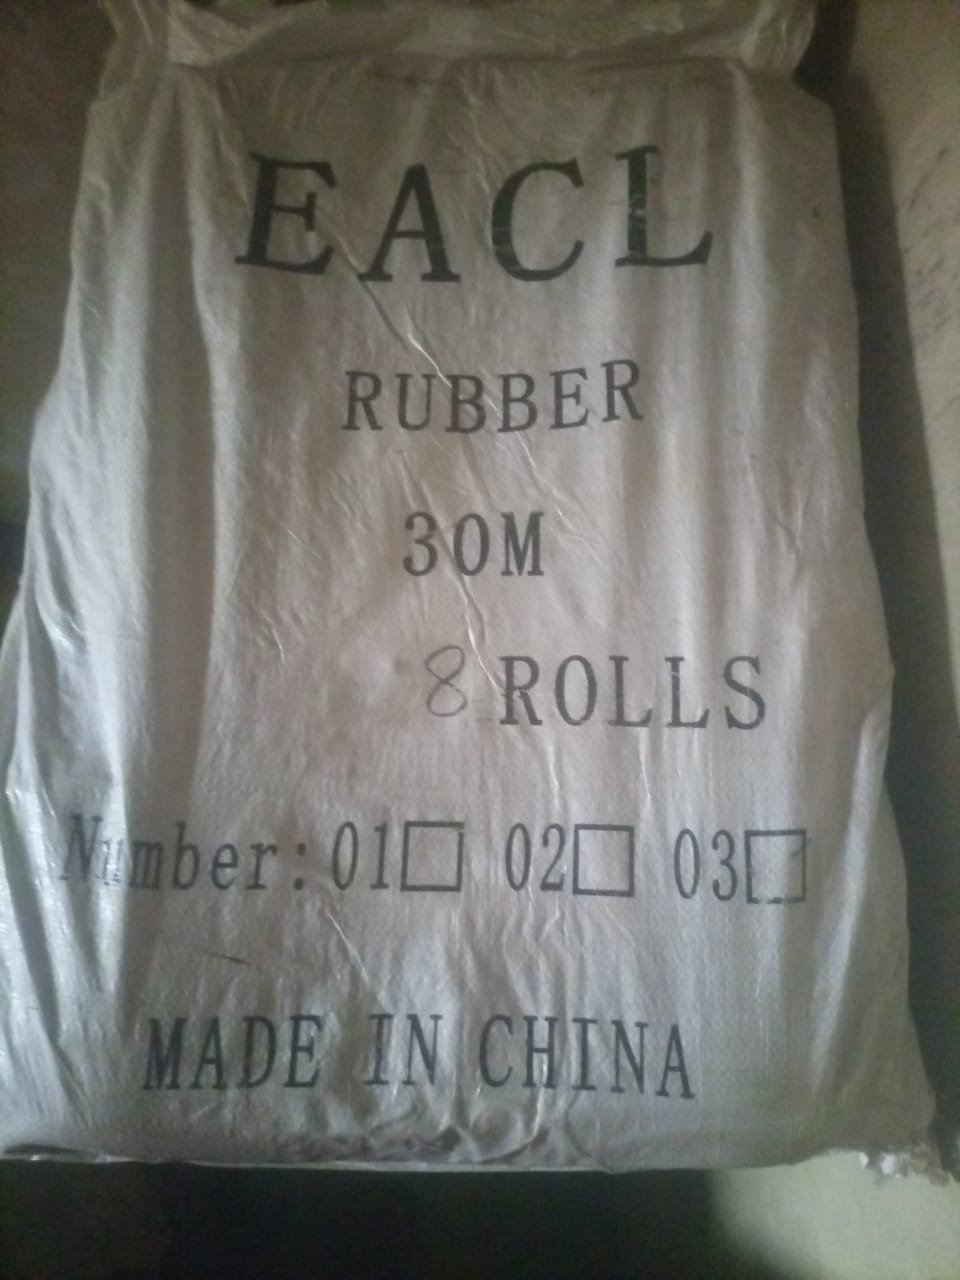 EACL
RUBBER
30M
8 ROLLS
Number: 01□ 02□ 03□
MADE IN CHINA